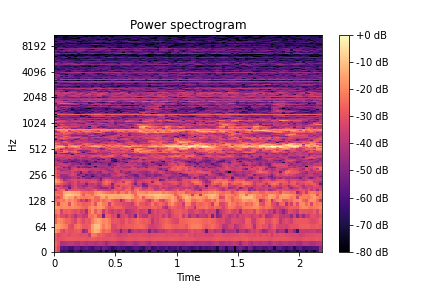 Power spectrogram
8192
4096
2048
1024
512
256
128
64
0
Hz
0 0.5 1 1.5 2
Time
+0 dB
-10 dB
-20 dB
-30 dB
-40 dB
-50 dB
-60 dB
-70 dB
-80 dB